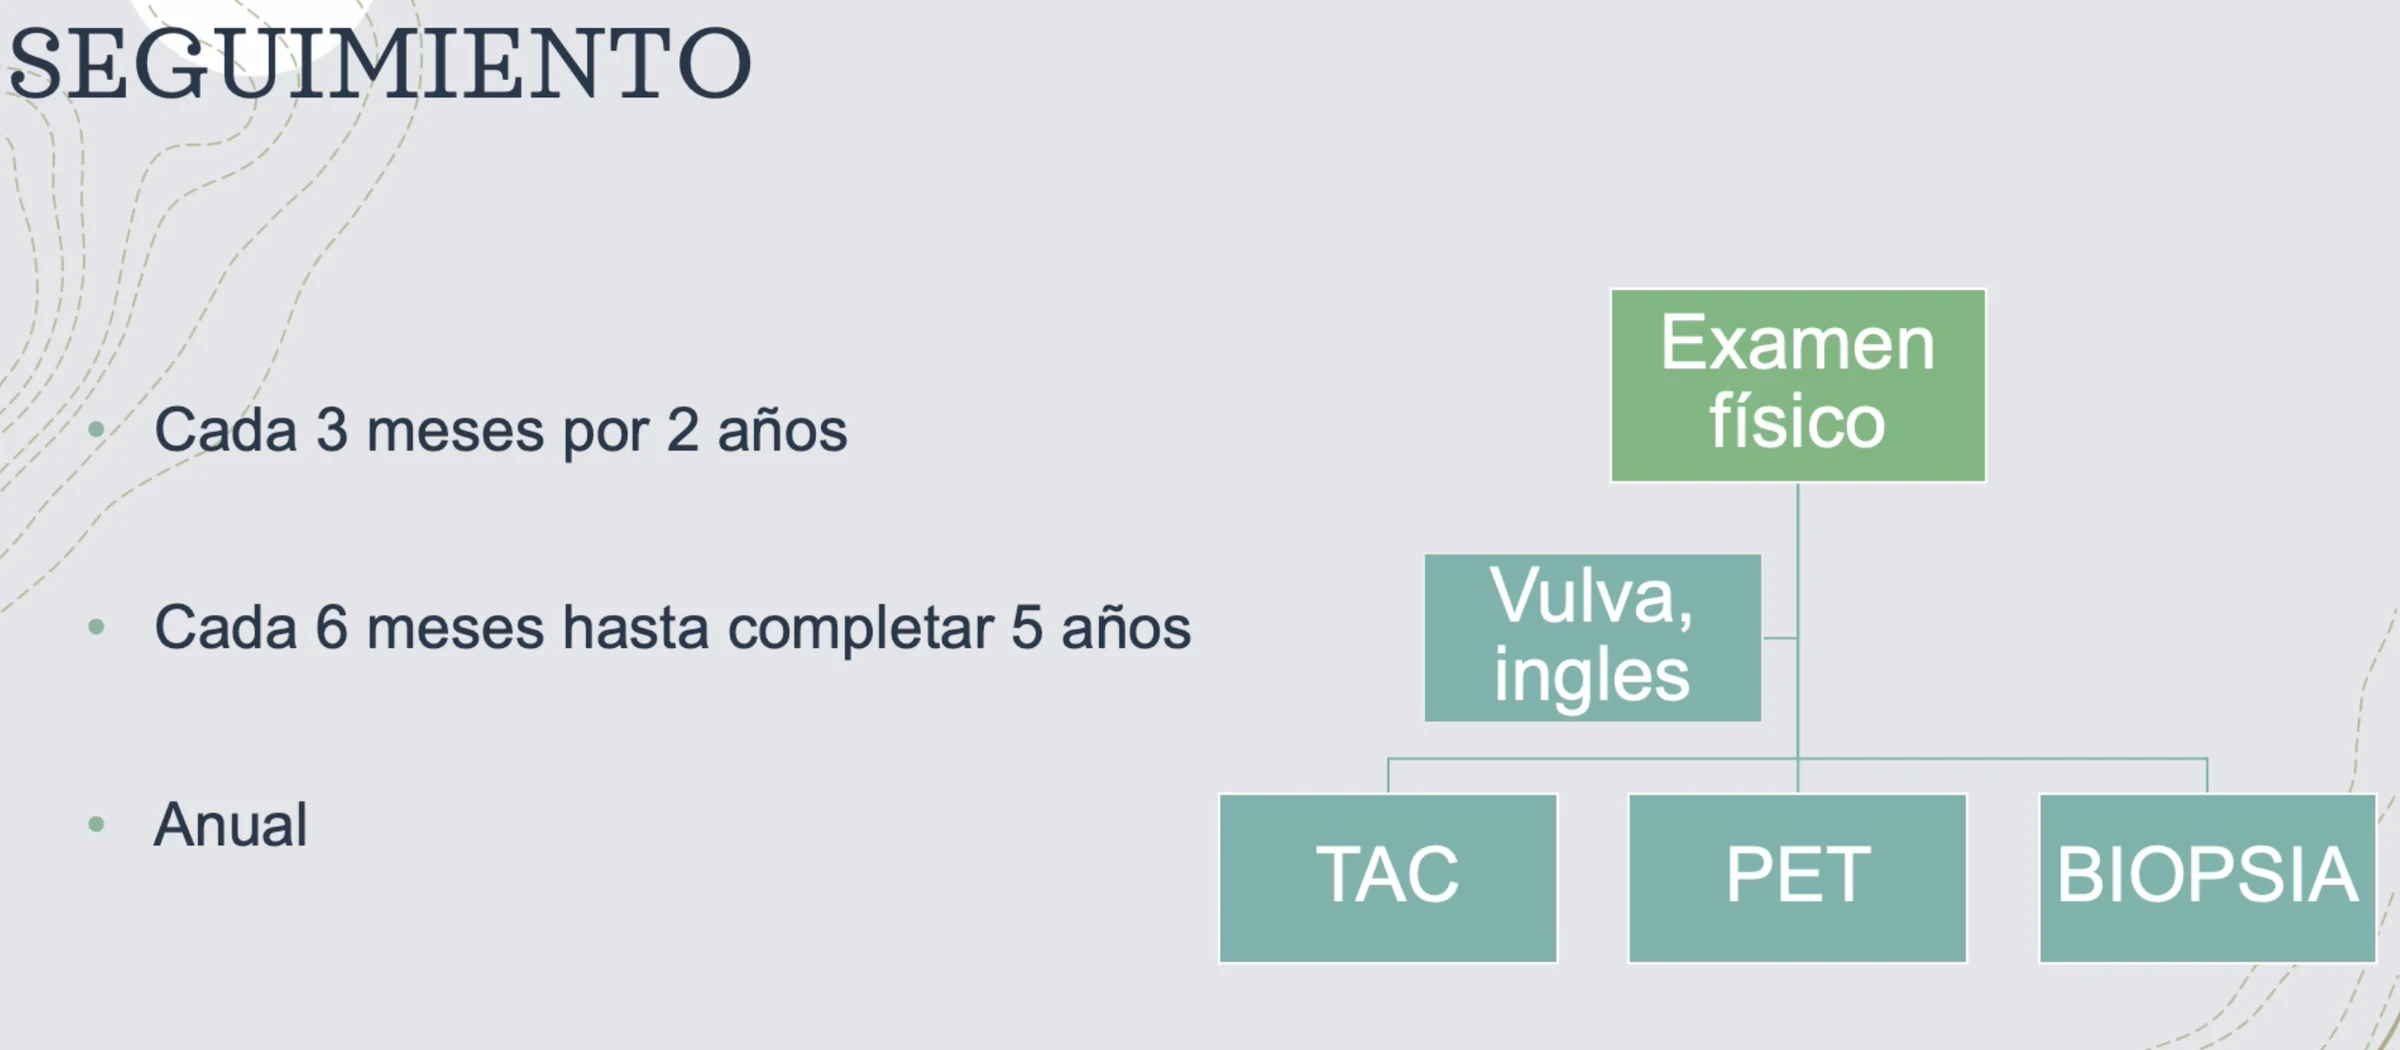 SEGUIMIENTO
• Cada 3 meses por 2 años
• Cada 6 meses hasta completar 5 años
• Anual
Examen
físico
Vulva,
ingles
TAC
PET
BIOPSIA